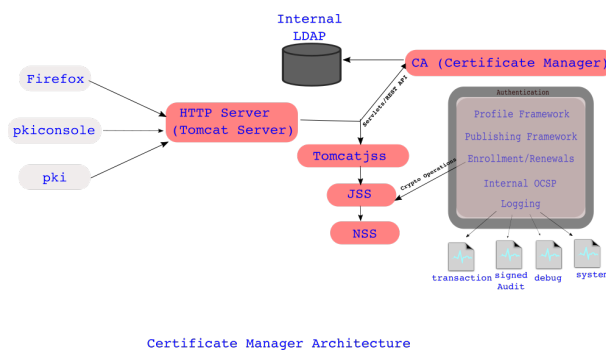 Internal
LDAP
CA (Certificate Manager)
Firefox
pkiconsole
pki
HTTP Server
(Tomcat Server)
Servlets/REST API
Tomcatjss
JSS
NSS
Crypto Operations
Authentication
Profile Framework
Publishing Framework
Enrollment/Renewals
Internal OCSP
Logging
transaction
signed
Audit
debug
system
Certificate Manager Architecture